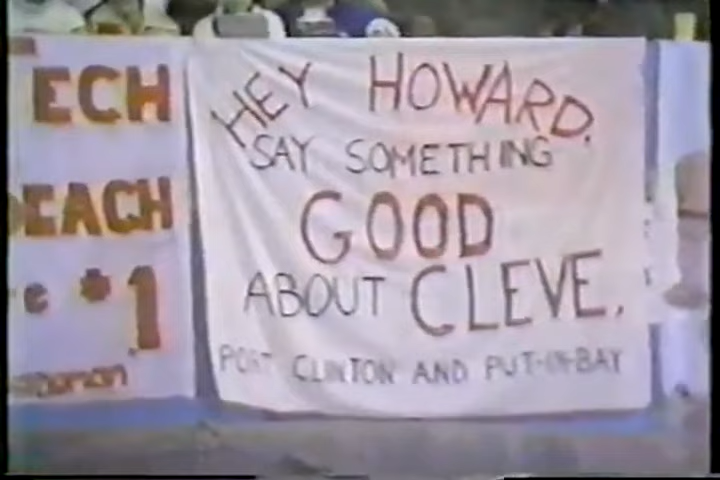 ECH
EACH
#1
HEY HOWARD,
SAY SOMETHING
GOOD
ABOUT CLEVE.
PORT CLINTON AND PUT-IN-BAY